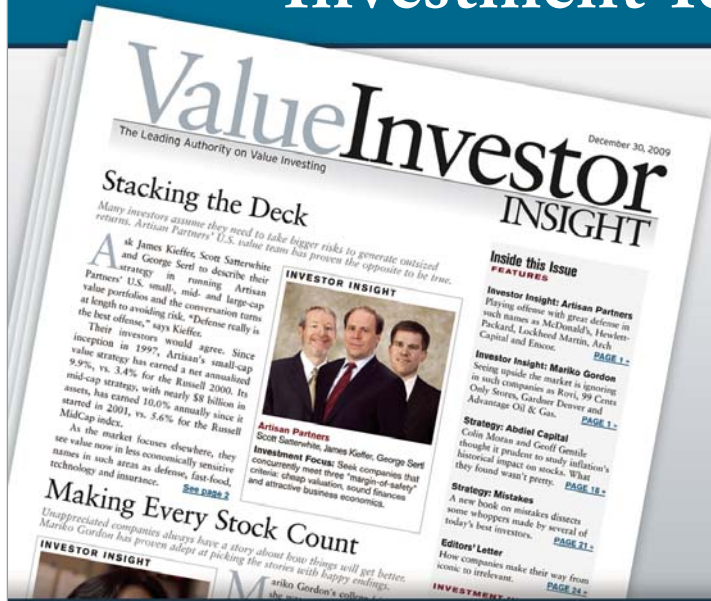 Investment
ValueInvestor
INSIGHT
The Leading Authority on Value Investing
December 30, 2009
Stacking the Deck
Many investors assume they need to take bigger risks to generate outsized
returns. Artisan Partners' U.S. value team has proven the opposite to be true.
Ask James Kieffer, Scott Satterwhite
and George Sertl to describe their
strategy in running Artisan
Partners' U.S. small-, mid- and large-cap
value portfolios and the conversation turns
at length to avoiding risk. "Defense really is
the best offense," says Kieffer.
Their investors would agree. Since
inception in 1997, Artisan's small-cap
value strategy has earned a net annualized
9.9%, vs. 3.4% for the Russell 2000. Its
mid-cap strategy, with nearly $8 billion in
assets, has earned 10.0% annually since it
started in 2001, vs. 5.6% for the Russell
MidCap index.
As the market focuses elsewhere, they
see value now in less economically sensitive
names in such areas as defense, fast-food,
technology and insurance.
See page 2
INVESTOR INSIGHT
Artisan Partners
Scott Satterwhite, James Kieffer, George Sertl
Investment Focus: Seek companies that
concurrently meet three "margin-of-safety"
criteria: cheap valuation, sound finances
and attractive business economics.
Inside this Issue
FEATURES
Investor Insight: Artisan Partners
Playing offense with great defense in
such names as McDonald's, Hewlett-
Packard, Lockheed Martin, Arch
Capital and Emcor.
PAGE 1 »
Investor Insight: Mariko Gordon
Seeing upside the market is ignoring
in such companies as Rovi, 99 Cents
Only Stores, Gardner Denver and
Advantage Oil & Gas.
PAGE 1 »
Strategy: Abdiel Capital
Colin Moran and Geoff Gentile
thought it prudent to study inflation's
historical impact on stocks. What
they found wasn't pretty.
PAGE 18 »
Strategy: Mistakes
A new book on mistakes dissects
some whoppers made by several of
today's best investors.
PAGE 21 »
Editors' Letter
How companies make their way from
iconic to irrelevant.
PAGE 24 »
Making Every Stock Count
Unappreciated companies always have a story about how things will get better.
Mariko Gordon has proven adept at picking the stories with happy endings.
INVESTOR INSIGHT
Mariko Gordon's